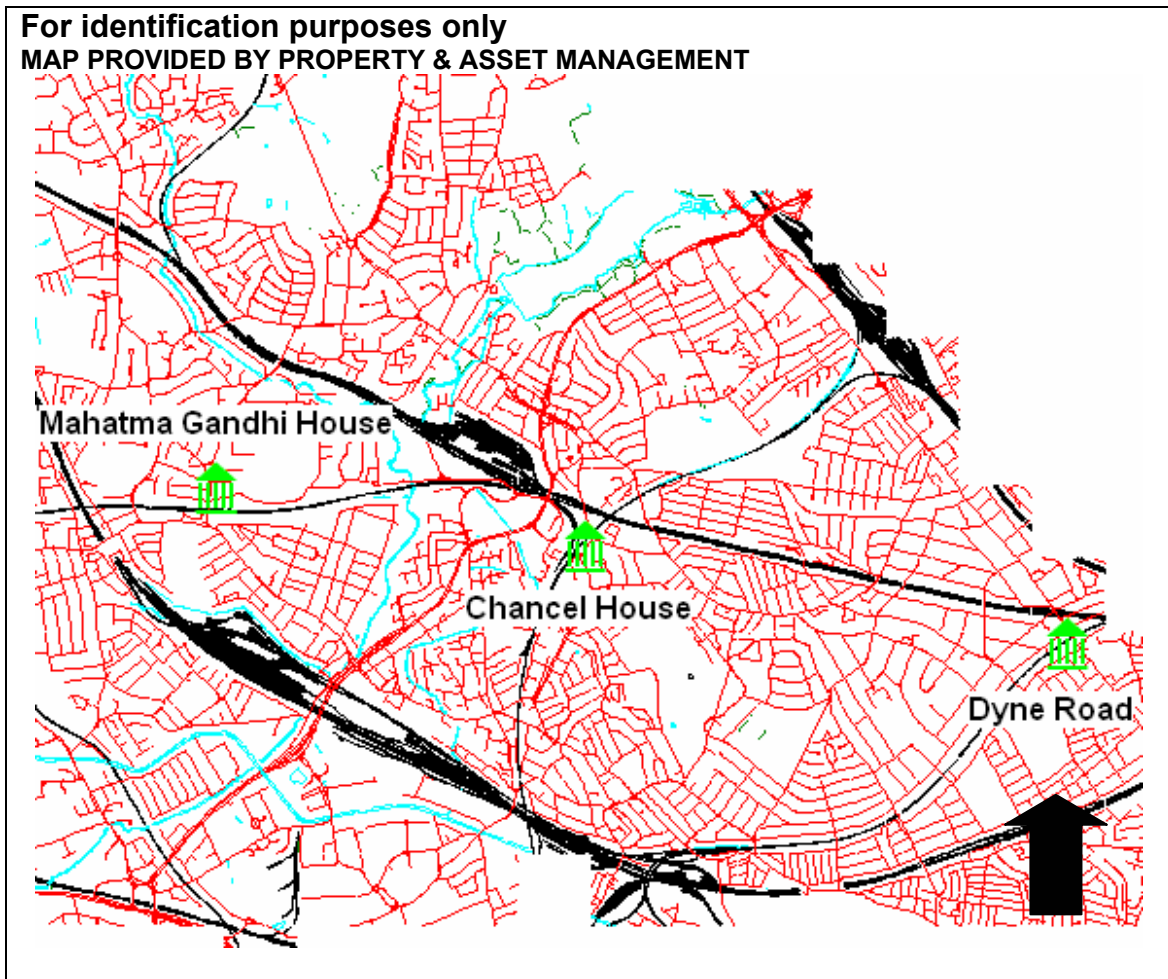 For identification purposes only
MAP PROVIDED BY PROPERTY & ASSET MANAGEMENT
Mahatma Gandhi House
Chancel House
Dyne Road